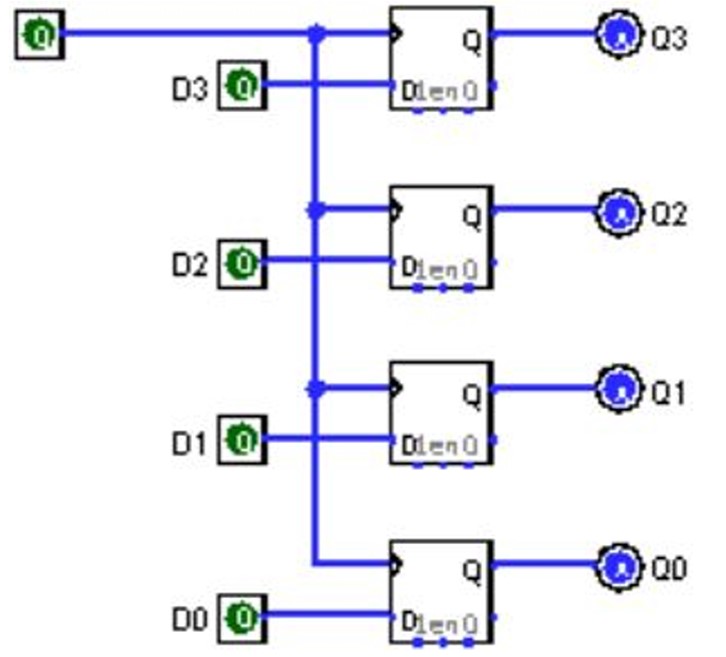 0
Q Q3
D3 0 D 1 en 0
Q Q2
D2 0 D 1 en 0
Q Q1
D1 0 D 1 en 0
Q Q0
D0 0 D 1 en 0